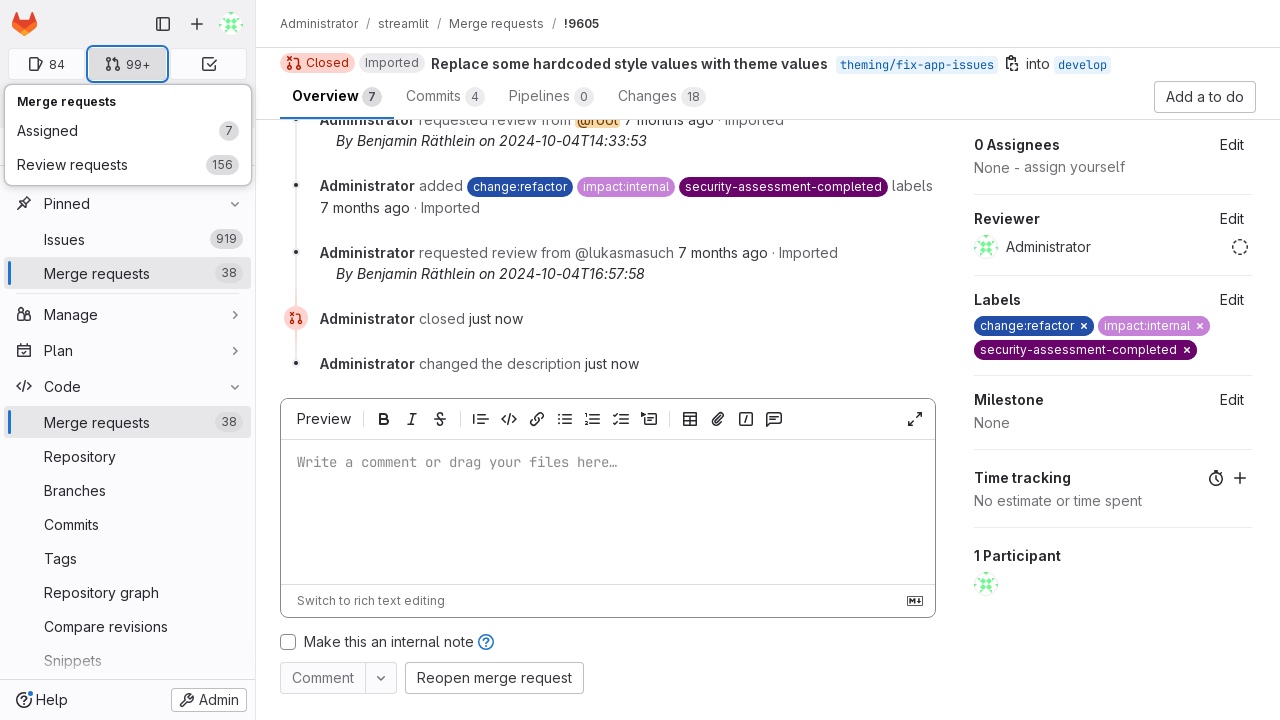 Administrator / streamlit / Merge requests / !9605
84
99+
Merge requests
Assigned 7
Review requests 156
Pinned
Issues 919
Merge requests 38
Manage
Plan
Code
Merge requests 38
Repository
Branches
Commits
Tags
Repository graph
Compare revisions
Snippets
Help
Admin
Closed Imported Replace some hardcoded style values with theme values theming/fix-app-issues into develop
Overview 7 Commits 4 Pipelines 0 Changes 18
Add a to do
Administrator requested review from @root 7 months ago · Imported
By Benjamin Räthlein on 2024-10-04T14:33:53
Administrator added change:refactor impact:internal security-assessment-completed labels
7 months ago · Imported
Administrator requested review from @lukasmasuch 7 months ago · Imported
By Benjamin Räthlein on 2024-10-04T16:57:58
Administrator closed just now
Administrator changed the description just now
Preview
Write a comment or drag your files here…
Switch to rich text editing
Make this an internal note
Comment
Reopen merge request
0 Assignees Edit
None - assign yourself
Reviewer Edit
Administrator
Labels Edit
change:refactor × impact:internal ×
security-assessment-completed ×
Milestone Edit
None
Time tracking
No estimate or time spent
1 Participant